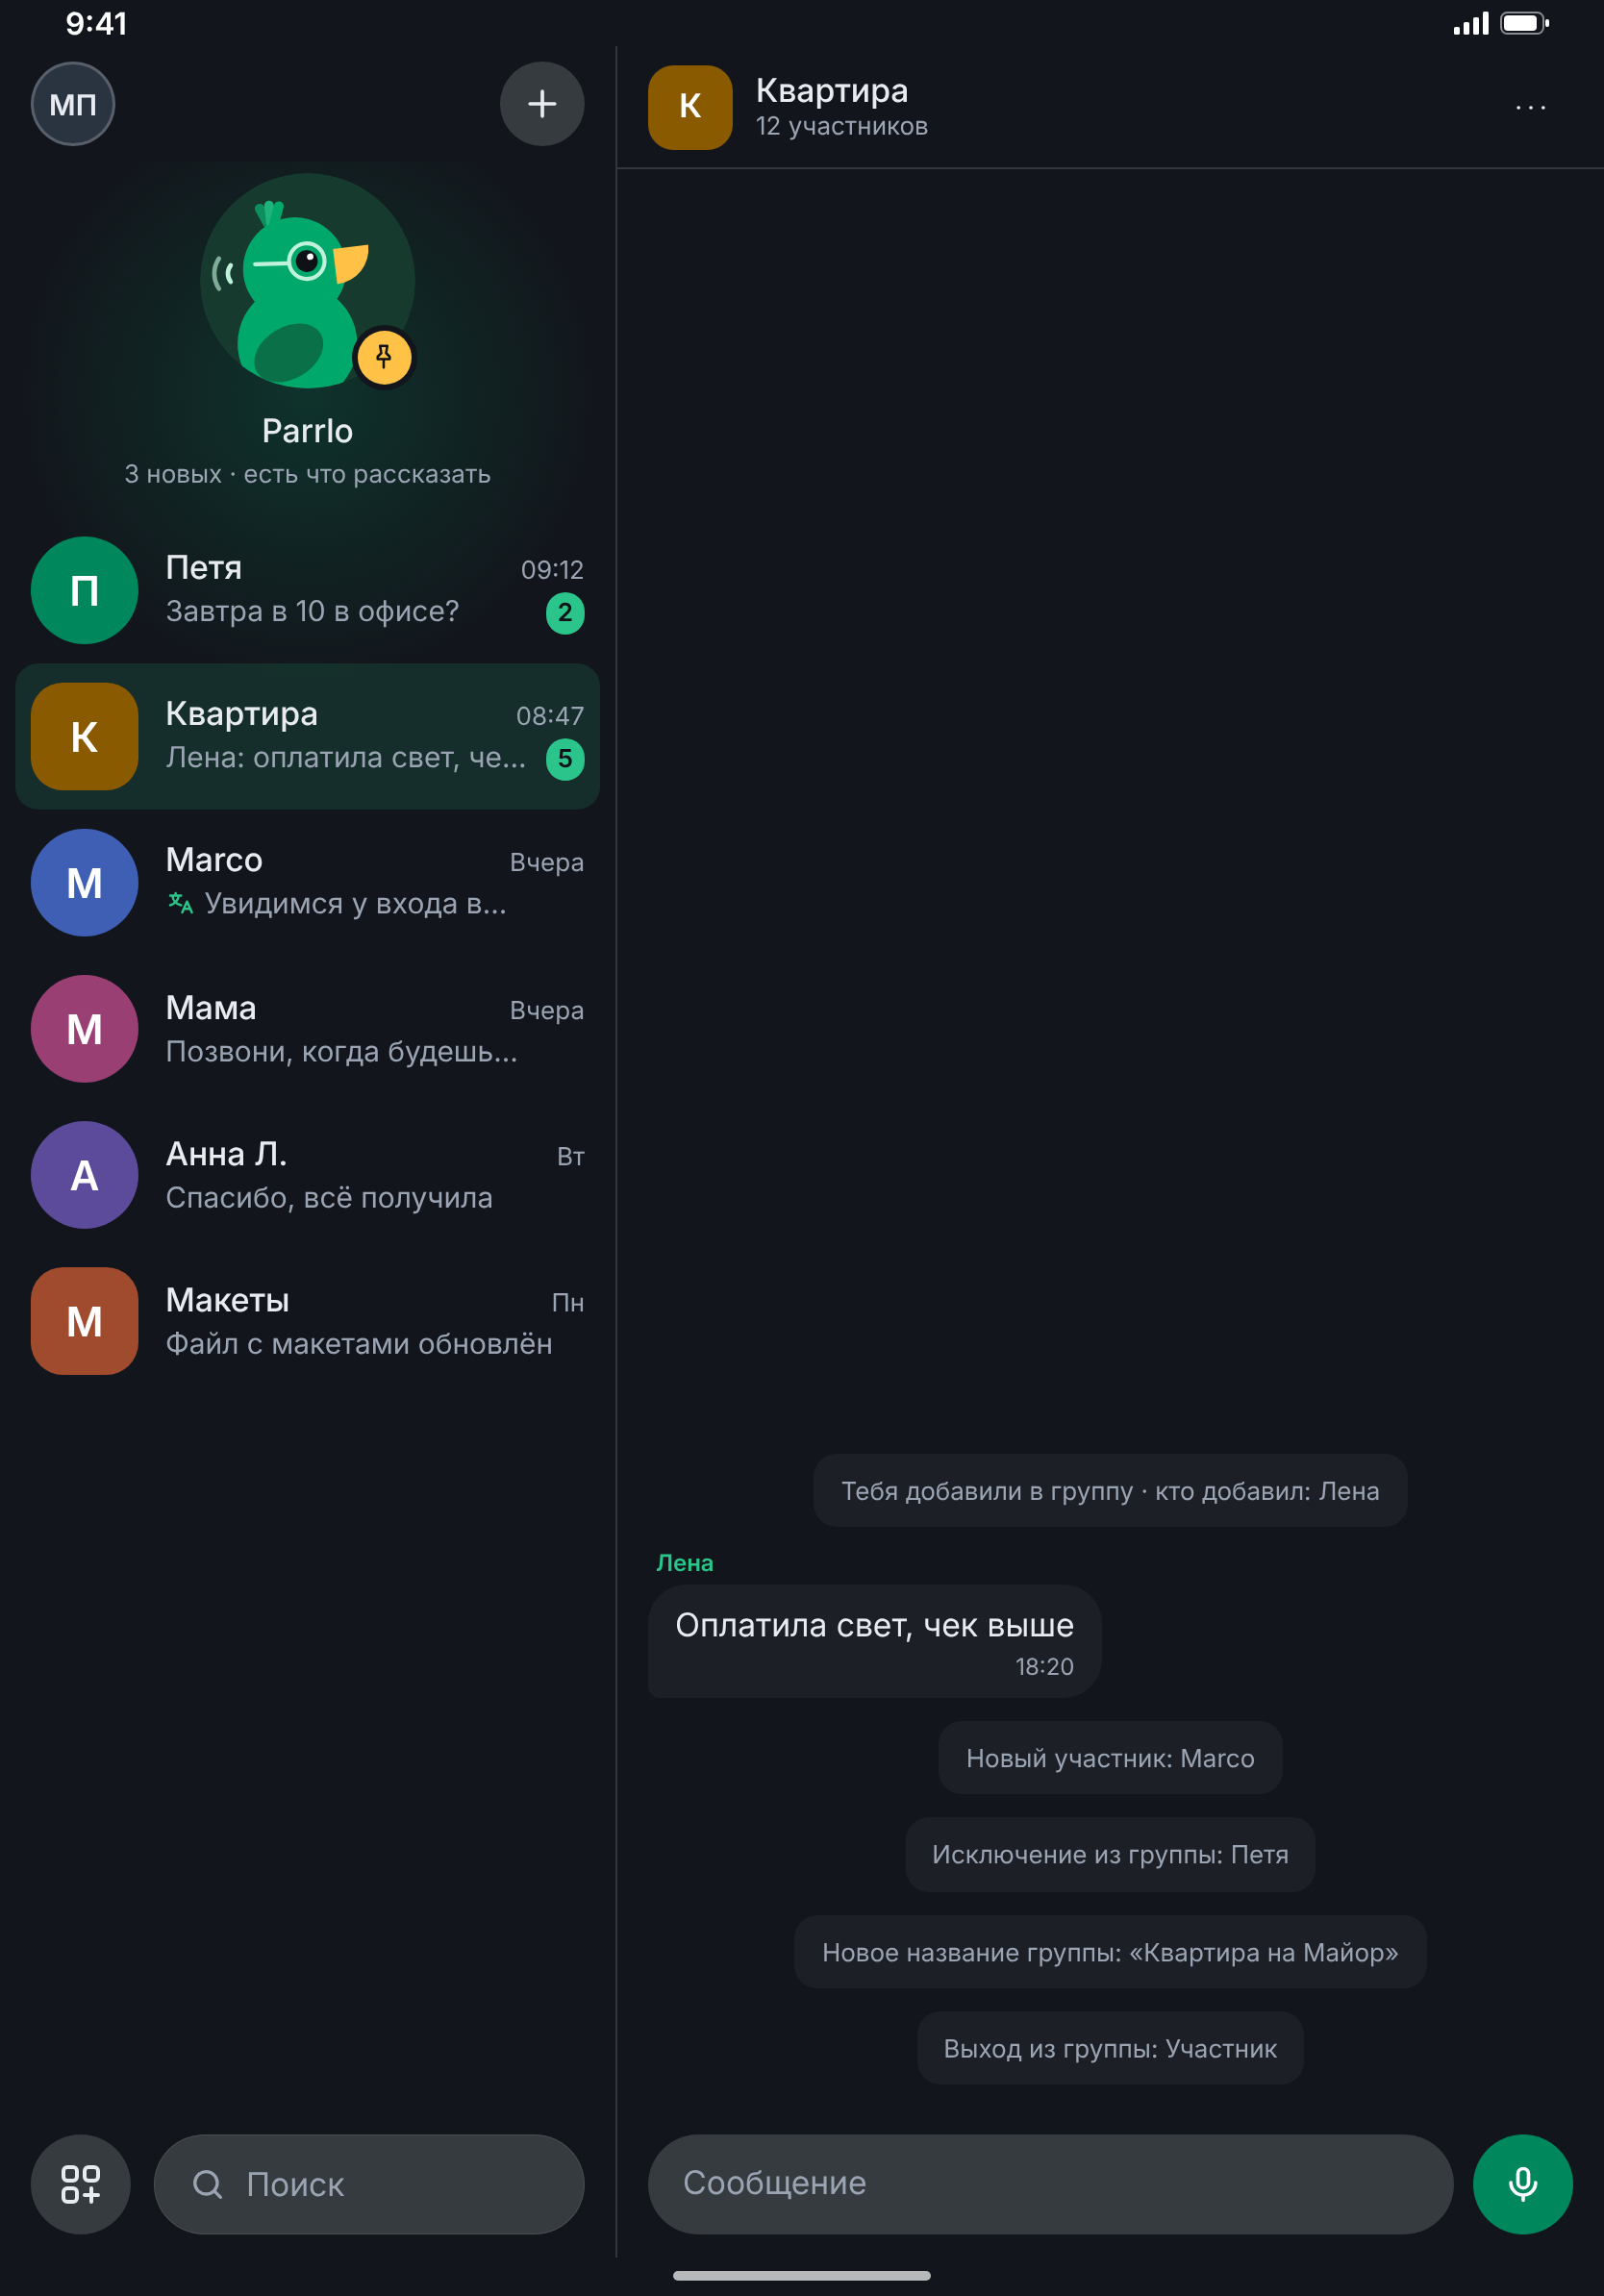 9:41
МП
Parrlo
3 новых · есть что рассказать
П
Петя
09:12
Завтра в 10 в офисе?
2
К
Квартира
08:47
Лена: оплатила свет, че...
5
M
Marco
Вчера
Увидимся у входа в...
М
Мама
Вчера
Позвони, когда будешь...
А
Анна Л.
Вт
Спасибо, всё получила
М
Макеты
Пн
Файл с макетами обновлён
Поиск
К
Квартира
12 участников
Тебя добавили в группу · кто добавил: Лена
Лена
Оплатила свет, чек выше
18:20
Новый участник: Marco
Исключение из группы: Петя
Новое название группы: «Квартира на Майор»
Выход из группы: Участник
Сообщение